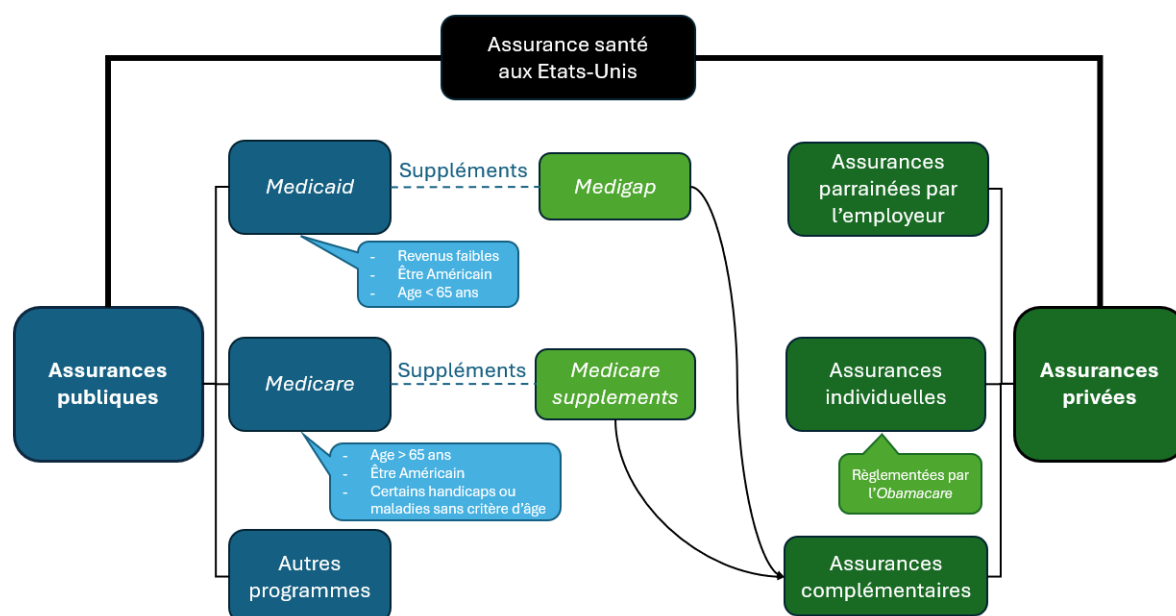 Assurance santé
aux Etats-Unis
Medicaid
Suppléments
Medigap
Assurances
parrainées par
l'employeur
- Revenus faibles
- Être Américain
- Age < 65 ans
Assurances
publiques
Medicare
Suppléments
Medicare
supplements
Assurances
individuelles
Assurances
privées
- Age > 65 ans
- Être Américain
- Certains handicaps ou
maladies sans critère d'âge
Règlementées par
l'Obamacare
Autres
programmes
Assurances
complémentaires